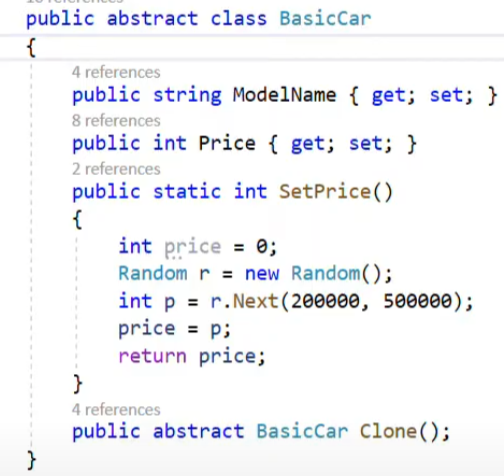 public abstract class BasicCar
{
4 references
public string ModelName { get; set; }
8 references
public int Price { get; set; }
2 references
public static int SetPrice()
{
int price = 0;
Random r = new Random();
int p = r.Next(200000, 500000);
price = p;
return price;
}
4 references
public abstract BasicCar Clone();
}